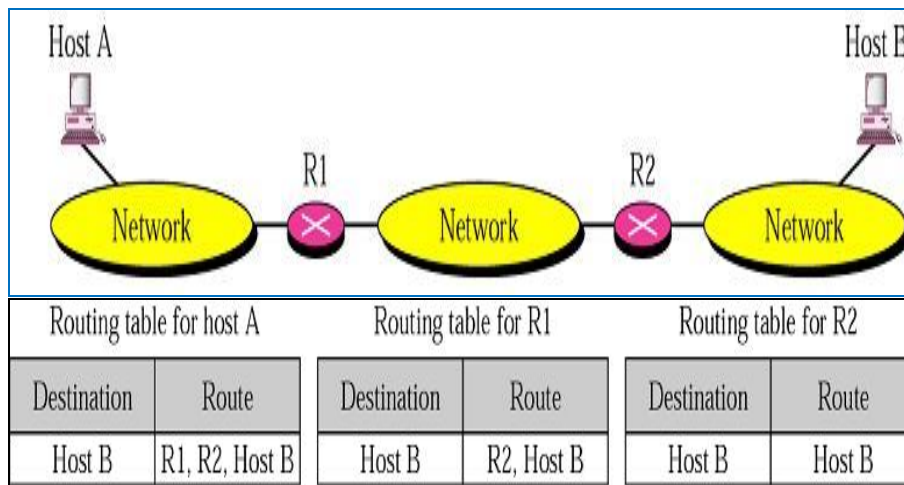 Host A
Host B
R1
R2
Network
Network
Network
Routing table for host A
Destination Route
Host B R1, R2, Host B
Routing table for R1
Destination Route
Host B R2, Host B
Routing table for R2
Destination Route
Host B Host B